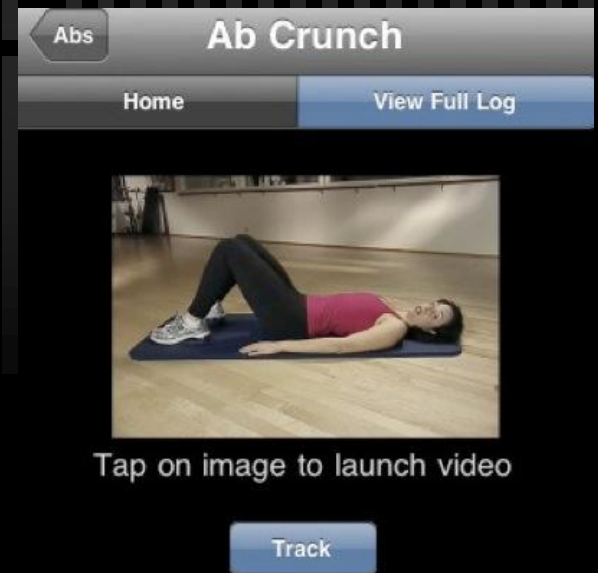 Abs
Ab Crunch
Home
View Full Log
Tap on image to launch video
Track